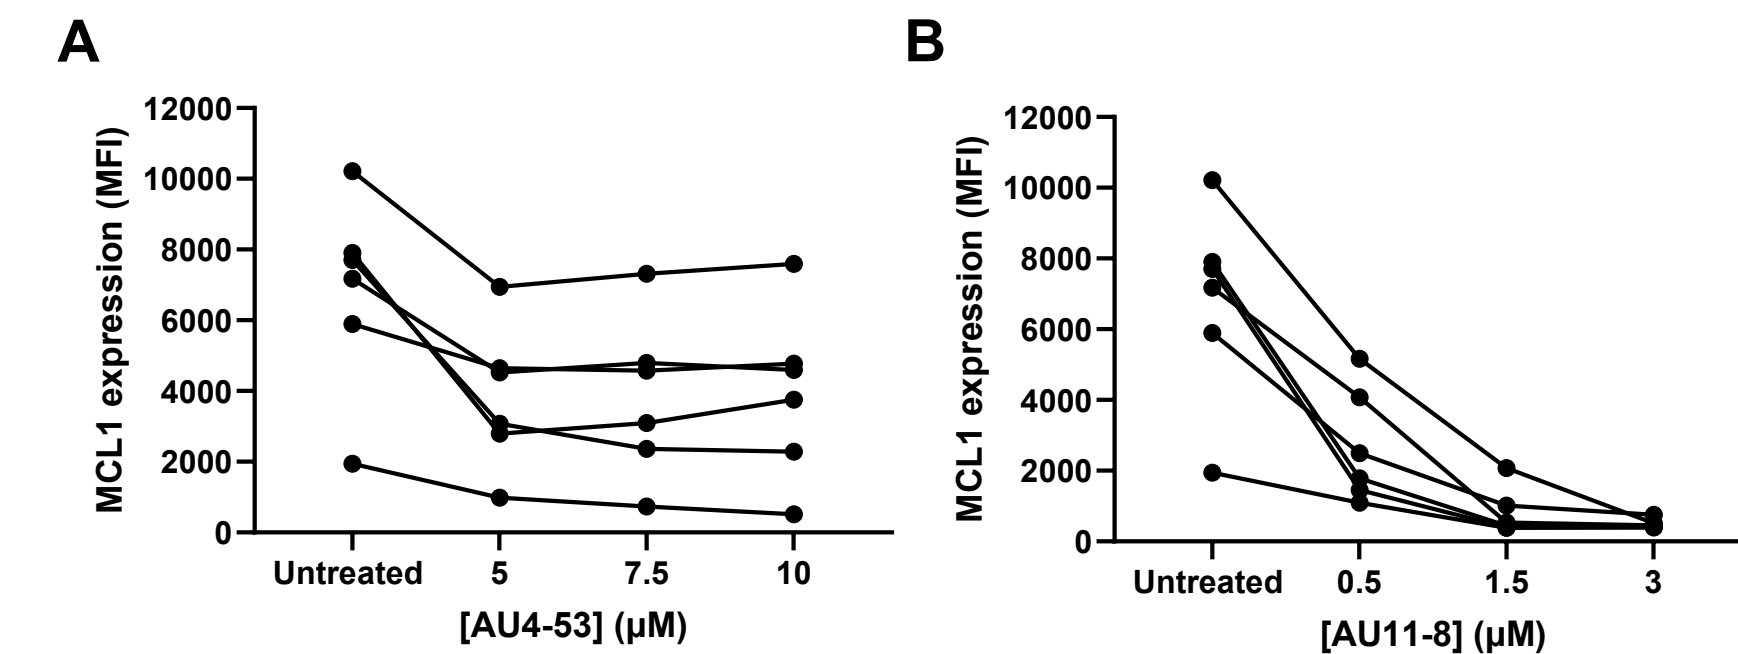 A
MCL1 expression (MFI)
12000
10000
8000
6000
4000
2000
0
Untreated 5 7.5 10
[AU4-53] (µM)
B
MCL1 expression (MFI)
12000
10000
8000
6000
4000
2000
0
Untreated 0.5 1.5 3
[AU11-8] (µM)